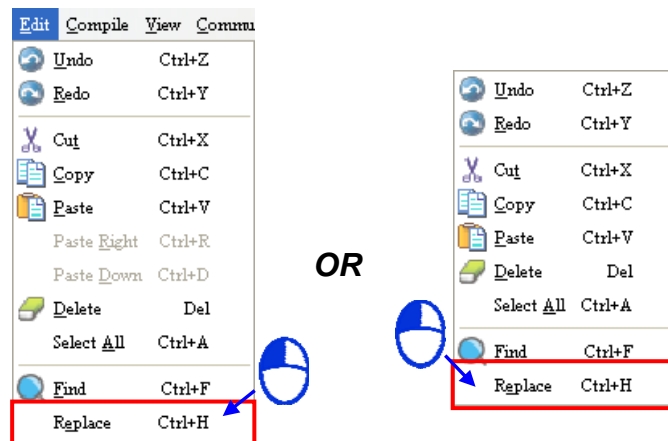 Edit Compile View Commu
Undo Ctrl+Z
Redo Ctrl+Y
Cut Ctrl+X
Copy Ctrl+C
Paste Ctrl+V
Paste Right Ctrl+R
Paste Down Ctrl+D
Delete Del
Select All Ctrl+A
Find Ctrl+F
Replace Ctrl+H
OR
Undo Ctrl+Z
Redo Ctrl+Y
Cut Ctrl+X
Copy Ctrl+C
Paste Ctrl+V
Delete Del
Select All Ctrl+A
Find Ctrl+F
Replace Ctrl+H